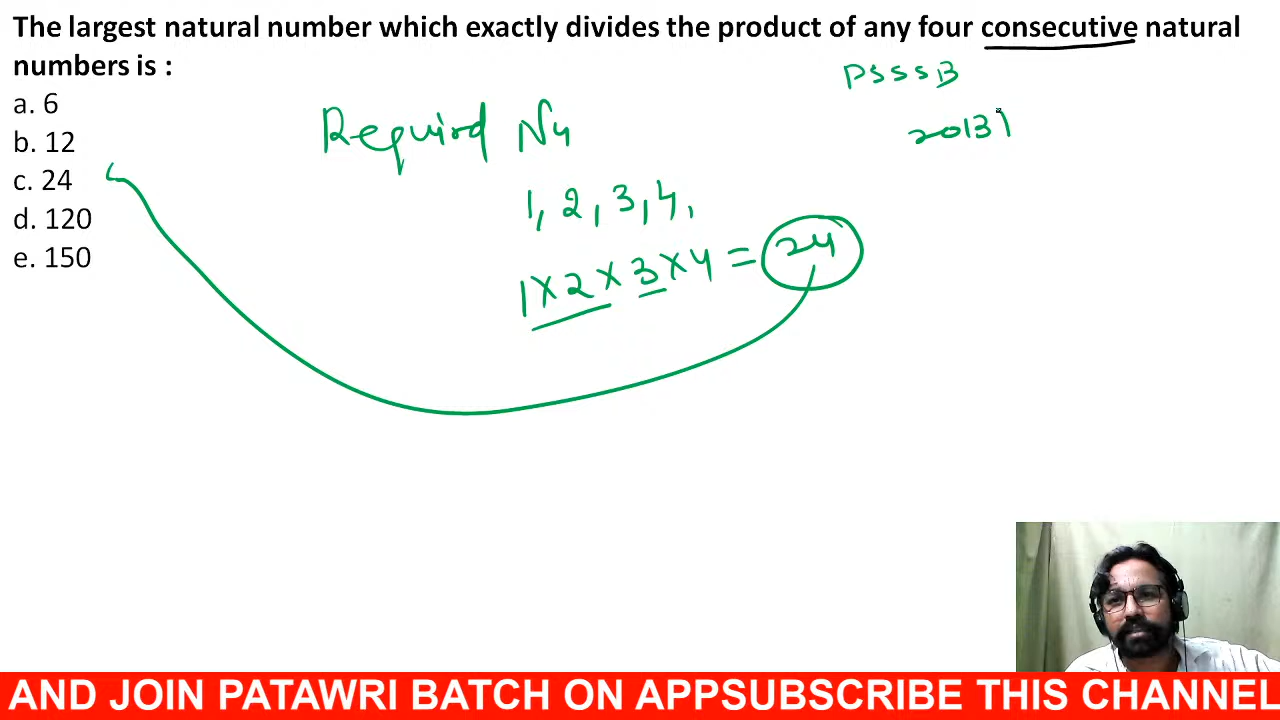 The largest natural number which exactly divides the product of any four consecutive natural
numbers is :
PSSSB
a. 6
Required No
2013
b. 12
c. 24
1, 2, 3, 4,
d. 120
1×2×3×4 = 24
e. 150
AND JOIN PATAWRI BATCH ON APPSUBSCRIBE THIS CHANNEL